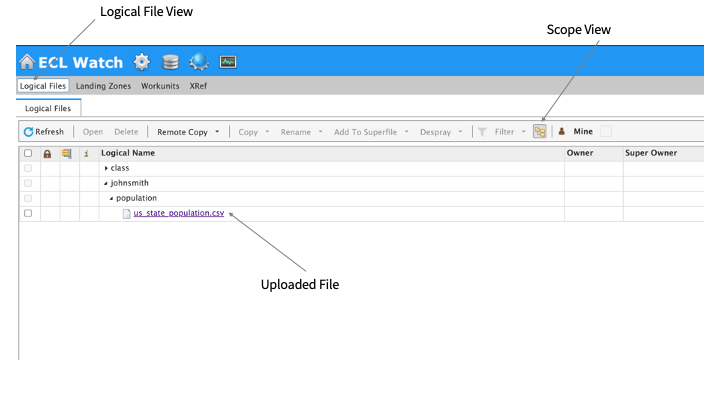 Logical File View
Scope View
ECL Watch
Logical Files Landing Zones Workunits XRef
Logical Files
Refresh Open Delete Remote Copy Copy Rename Add To Superfile Despray Filter Mine
Logical Name Owner Super Owner
class
johnsmith
population
us_state_population.csv
Uploaded File